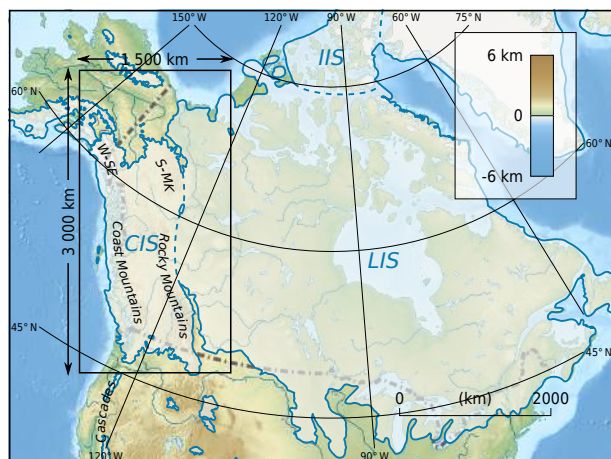 150° W
120° W
90° W
60° W
75° N
1 500 km
IIS
6 km
0
-6 km
60° N
60° N
W-SE
S-MK
3 000 km
CIS
Coast Mountains
Rocky Mountains
LIS
45° N
45° N
0 (km) 2000
Cascades
120° W
90° W